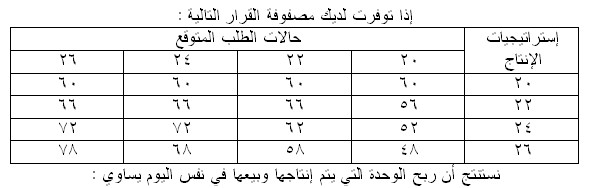 إذا توفرت لديك مصفوفة القرار التالية :
إستراتيجيات الإنتاج حالات الطلب المتوقع
٢٠ ٢٢ ٢٤ ٢٦
٢٠ ٦٠ ٦٠ ٦٠ ٦٠
٢٢ ٥٦ ٦٦ ٦٦ ٦٦
٢٤ ٥٢ ٦٢ ٧٢ ٧٢
٢٦ ٤٨ ٥٨ ٦٨ ٧٨
نستنتج أن ربح الوحدة التي يتم إنتاجها وبيعها في نفس اليوم يساوي :